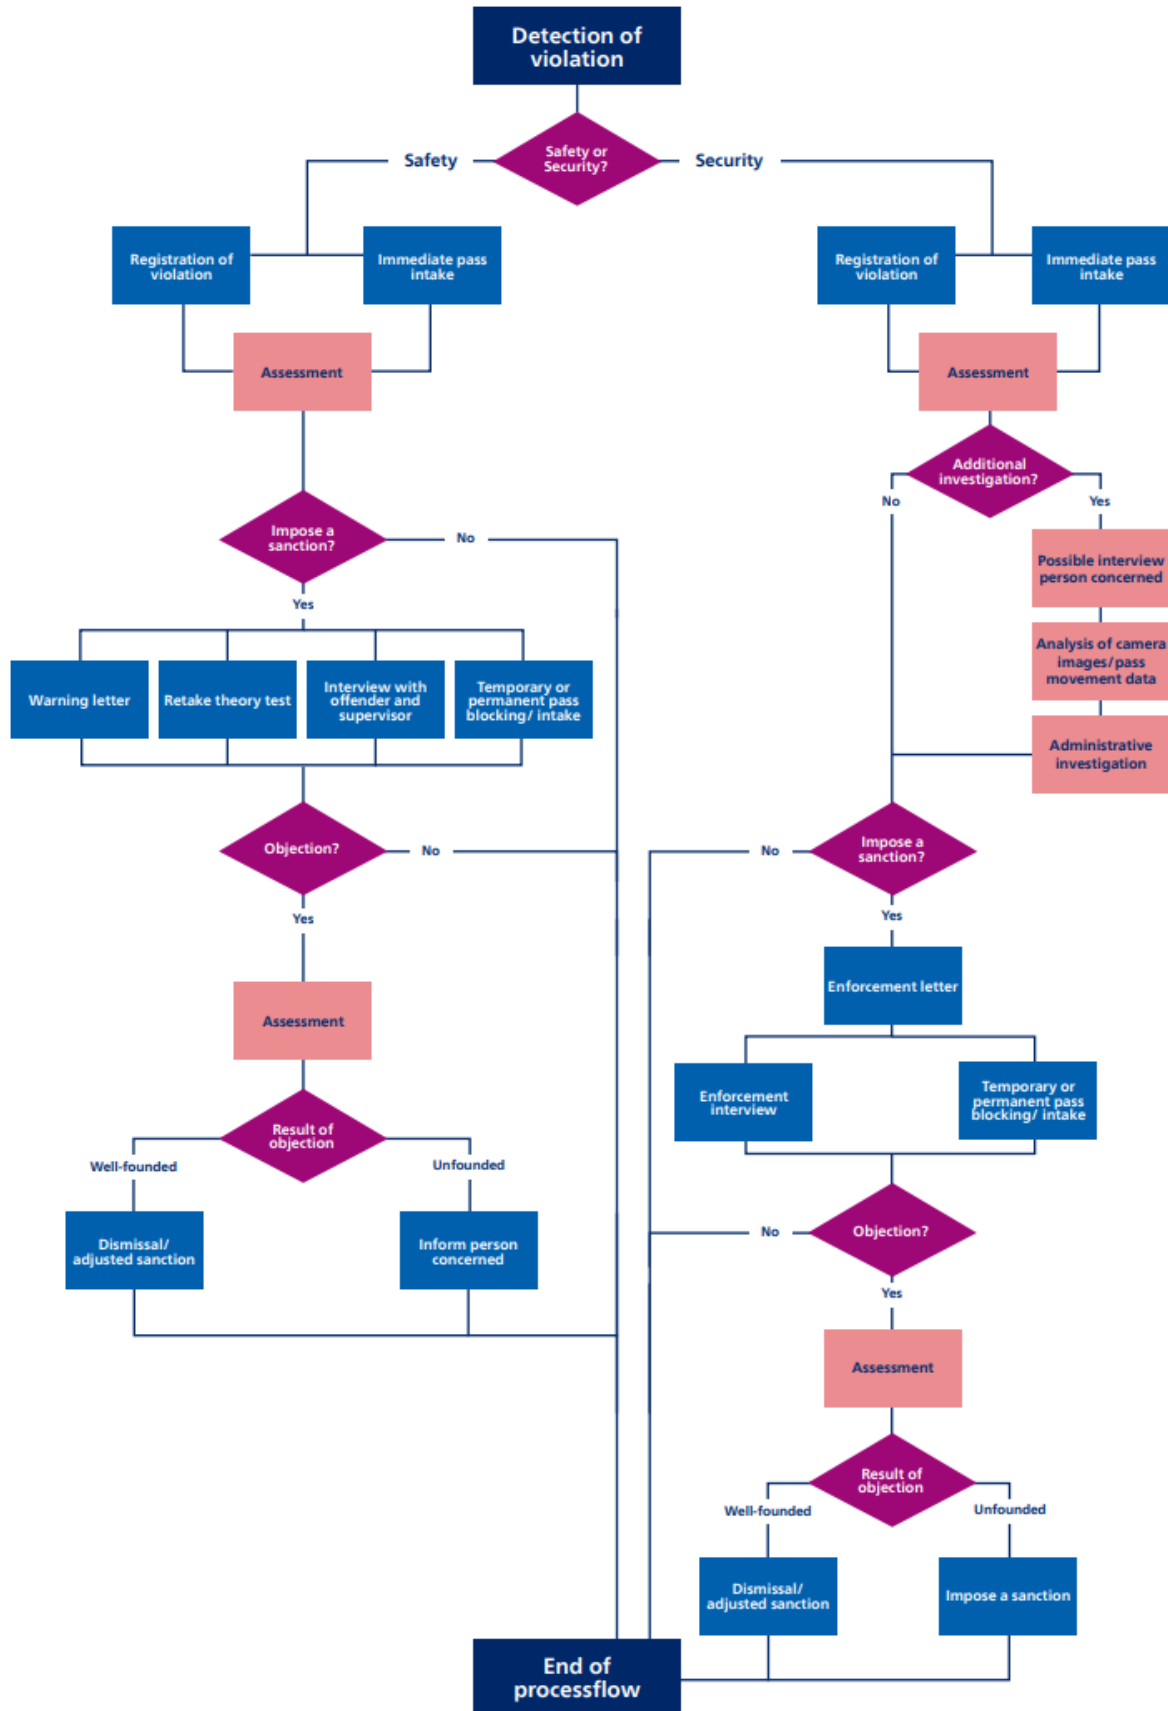 Detection of
violation
Safety or
Security?
Safety
Security
Registration of
violation
Immediate pass
intake
Registration of
violation
Immediate pass
intake
Assessment
Assessment
Additional
investigation?
No
Yes
Impose a
sanction?
No
Possible interview
person concerned
Yes
Analysis of camera
images/pass
movement data
Warning letter
Retake theory test
Interview with
offender and
supervisor
Temporary or
permanent pass
blocking/ intake
Administrative
investigation
Objection?
No
No
Impose a
sanction?
Yes
Yes
Enforcement letter
Assessment
Enforcement
interview
Temporary or
permanent pass
blocking/ intake
Result of
objection
Well-founded
Unfounded
Dismissal/
adjusted sanction
Inform person
concerned
No
Objection?
Yes
Assessment
Result of
objection
Well-founded
Unfounded
Dismissal/
adjusted sanction
Impose a sanction
End of
processflow